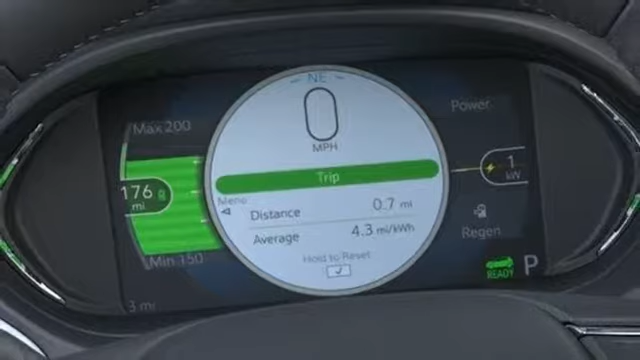 NE
0
MPH
Trip
Menu
Distance 0.7 mi
Average 4.3 mi/kWh
Hold to Reset
Max 200
176
mi
Min 150
3 mi
Power
1
kW
Regen
READY P